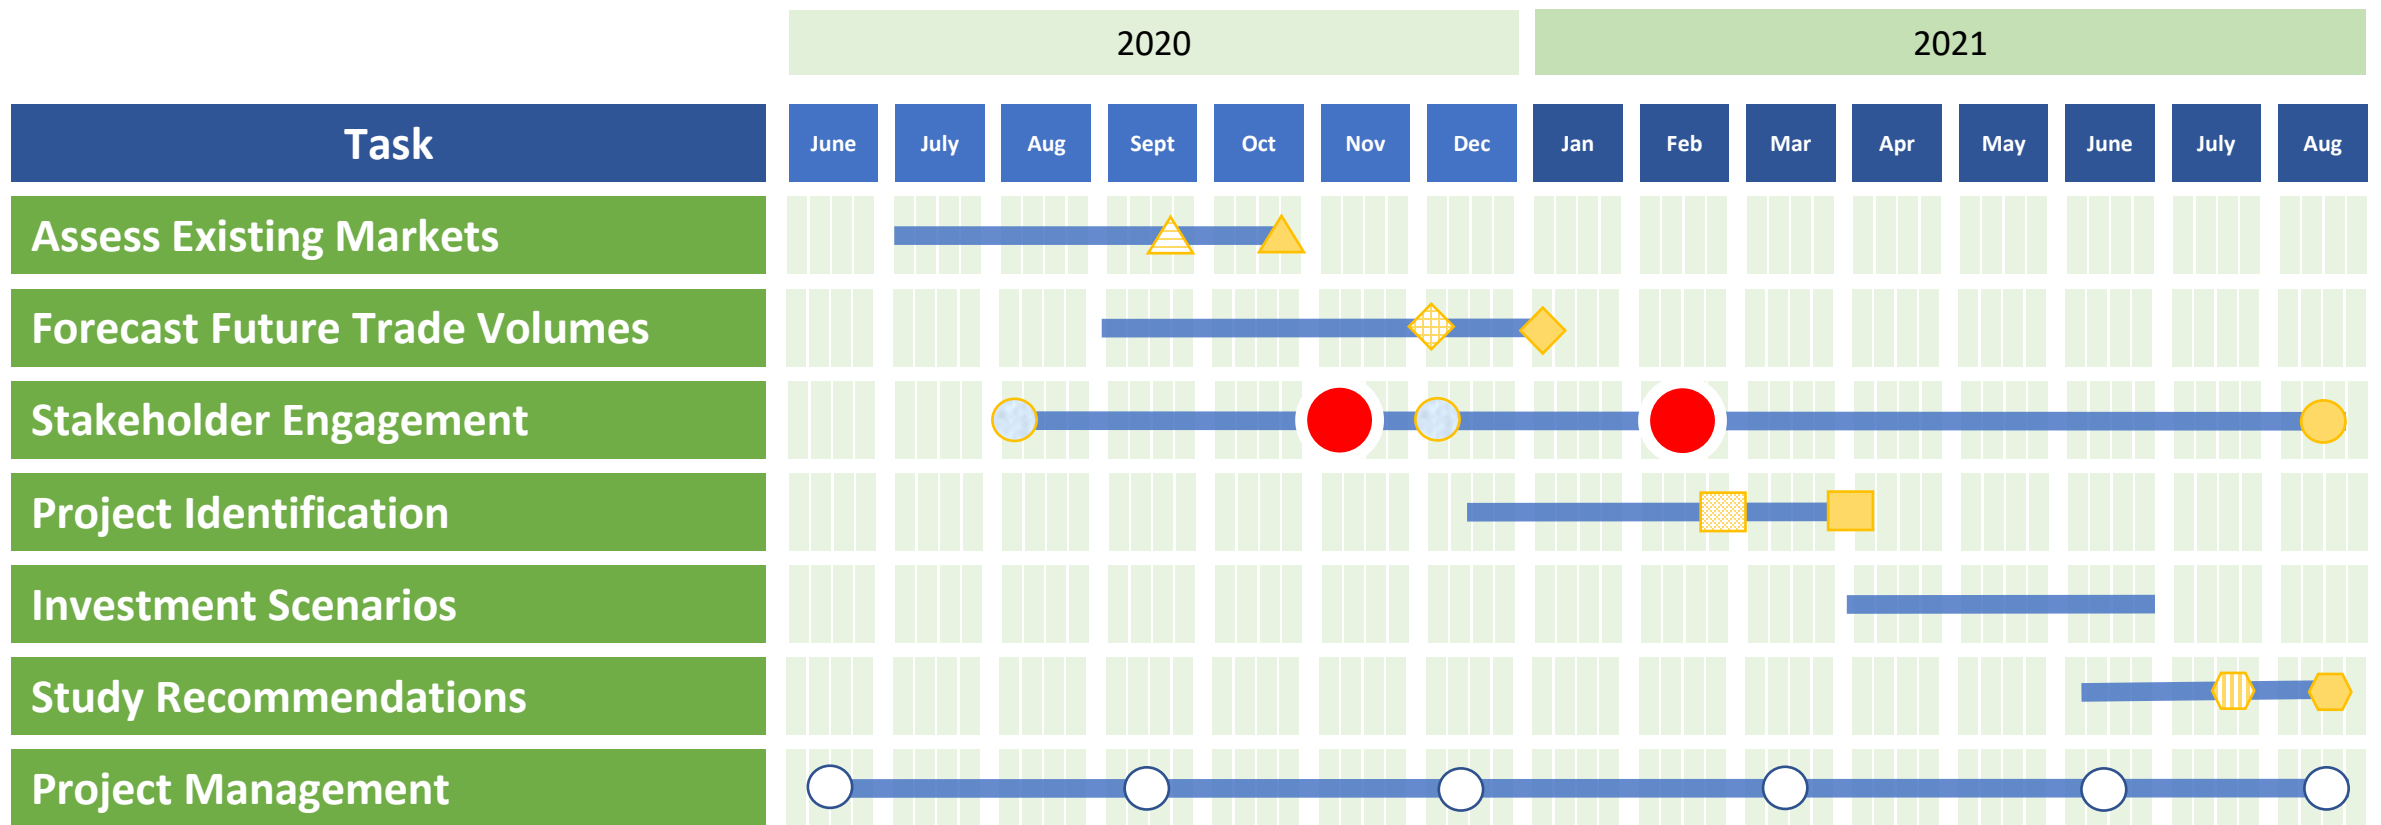 2020
2021
Task
June
July
Aug
Sept
Oct
Nov
Dec
Jan
Feb
Mar
Apr
May
June
July
Aug
Assess Existing Markets
Forecast Future Trade Volumes
Stakeholder Engagement
Project Identification
Investment Scenarios
Study Recommendations
Project Management